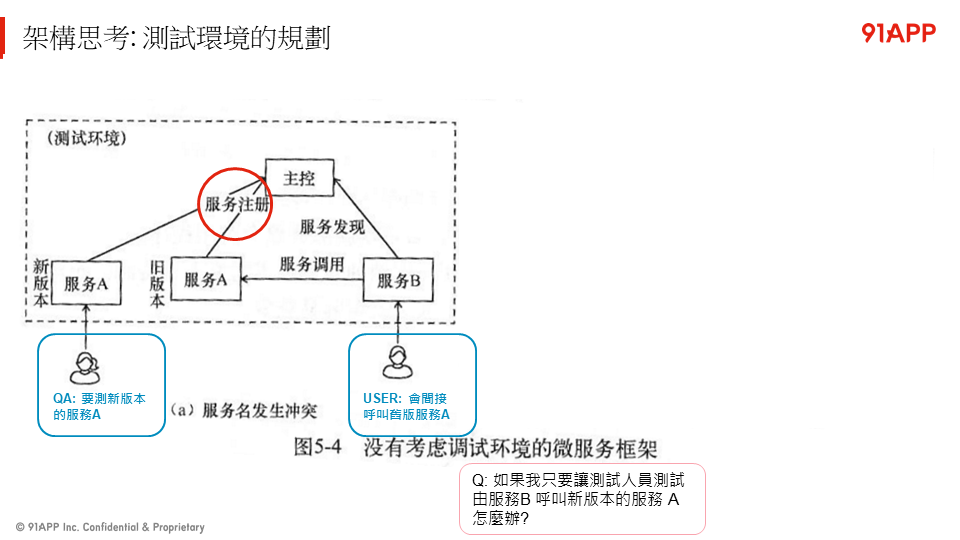 架構思考: 測試環境的規劃
91APP
(测试环境)
主控
服务注册
服务发现
新版本
服务A
旧版本
服务A
服务调用
服务B
QA: 要測新版本
的服務A
USER: 會間接
呼叫舊版服務A
(a) 服务名发生冲突
图5-4 没有考虑调试环境的微服务框架
Q: 如果我只要讓測試人員測試
由服務B 呼叫新版本的服務 A
怎麼辦?
© 91APP Inc. Confidential & Proprietary